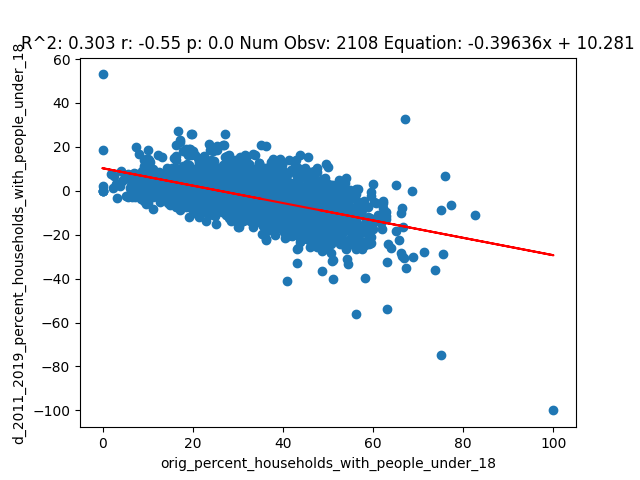 R^2: 0.303 r: -0.55 p: 0.0 Num Obsv: 2108 Equation: -0.39636x + 10.281
d_2011_2019_percent_households_with_people_under_18
60
40
20
0
−20
−40
−60
−80
−100
0 20 40 60 80 100
orig_percent_households_with_people_under_18